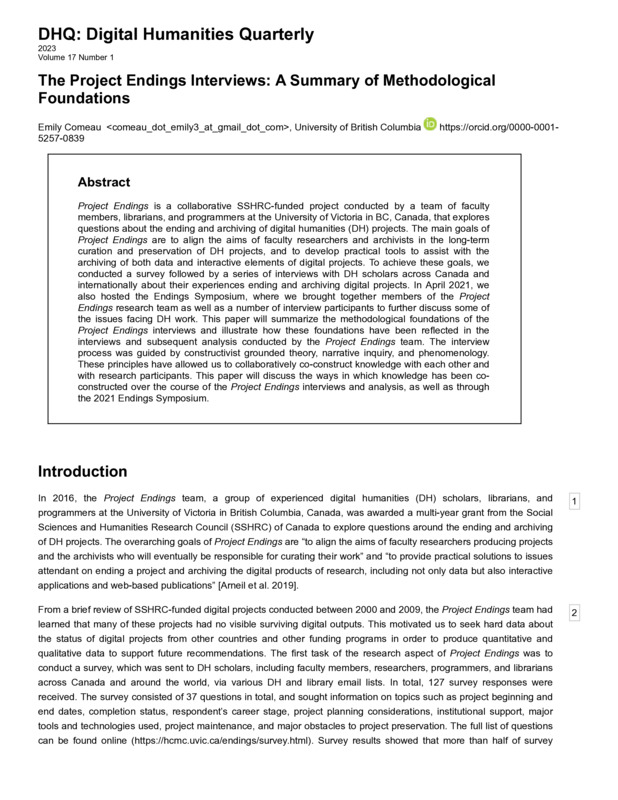 DHQ: Digital Humanities Quarterly
2023
Volume 17 Number 1
The Project Endings Interviews: A Summary of Methodological
Foundations
Emily Comeau <comeau_dot_emily3_at_gmail_dot_com>, University of British Columbia iD https://orcid.org/0000-0001-
5257-0839
Abstract
Project Endings is a collaborative SSHRC-funded project conducted by a team of faculty
members, librarians, and programmers at the University of Victoria in BC, Canada, that explores
questions about the ending and archiving of digital humanities (DH) projects. The main goals of
Project Endings are to align the aims of faculty researchers and archivists in the long-term
curation and preservation of DH projects, and to develop practical tools to assist with the
archiving of both data and interactive elements of digital projects. To achieve these goals, we
conducted a survey followed by a series of interviews with DH scholars across Canada and
internationally about their experiences ending and archiving digital projects. In April 2021, we
also hosted the Endings Symposium, where we brought together members of the Project
Endings research team as well as a number of interview participants to further discuss some of
the issues facing DH work. This paper will summarize the methodological foundations of the
Project Endings interviews and illustrate how these foundations have been reflected in the
interviews and subsequent analysis conducted by the Project Endings team. The interview
process was guided by constructivist grounded theory, narrative inquiry, and phenomenology.
These principles have allowed us to collaboratively co-construct knowledge with each other and
with research participants. This paper will discuss the ways in which knowledge has been co-
constructed over the course of the Project Endings interviews and analysis, as well as through
the 2021 Endings Symposium.
Introduction
In 2016, the Project Endings team, a group of experienced digital humanities (DH) scholars, librarians, and 1
programmers at the University of Victoria in British Columbia, Canada, was awarded a multi-year grant from the Social
Sciences and Humanities Research Council (SSHRC) of Canada to explore questions around the ending and archiving
of DH projects. The overarching goals of Project Endings are “to align the aims of faculty researchers producing projects
and the archivists who will eventually be responsible for curating their work” and “to provide practical solutions to issues
attendant on ending a project and archiving the digital products of research, including not only data but also interactive
applications and web-based publications” [Arneil et al. 2019].
From a brief review of SSHRC-funded digital projects conducted between 2000 and 2009, the Project Endings team had 2
learned that many of these projects had no visible surviving digital outputs. This motivated us to seek hard data about
the status of digital projects from other countries and other funding programs in order to produce quantitative and
qualitative data to support future recommendations. The first task of the research aspect of Project Endings was to
conduct a survey, which was sent to DH scholars, including faculty members, researchers, programmers, and librarians
across Canada and around the world, via various DH and library email lists. In total, 127 survey responses were
received. The survey consisted of 37 questions in total, and sought information on topics such as project beginning and
end dates, completion status, respondent’s career stage, project planning considerations, institutional support, major
tools and technologies used, project maintenance, and major obstacles to project preservation. The full list of questions
can be found online (https://hcmc.uvic.ca/endings/survey.html). Survey results showed that more than half of survey